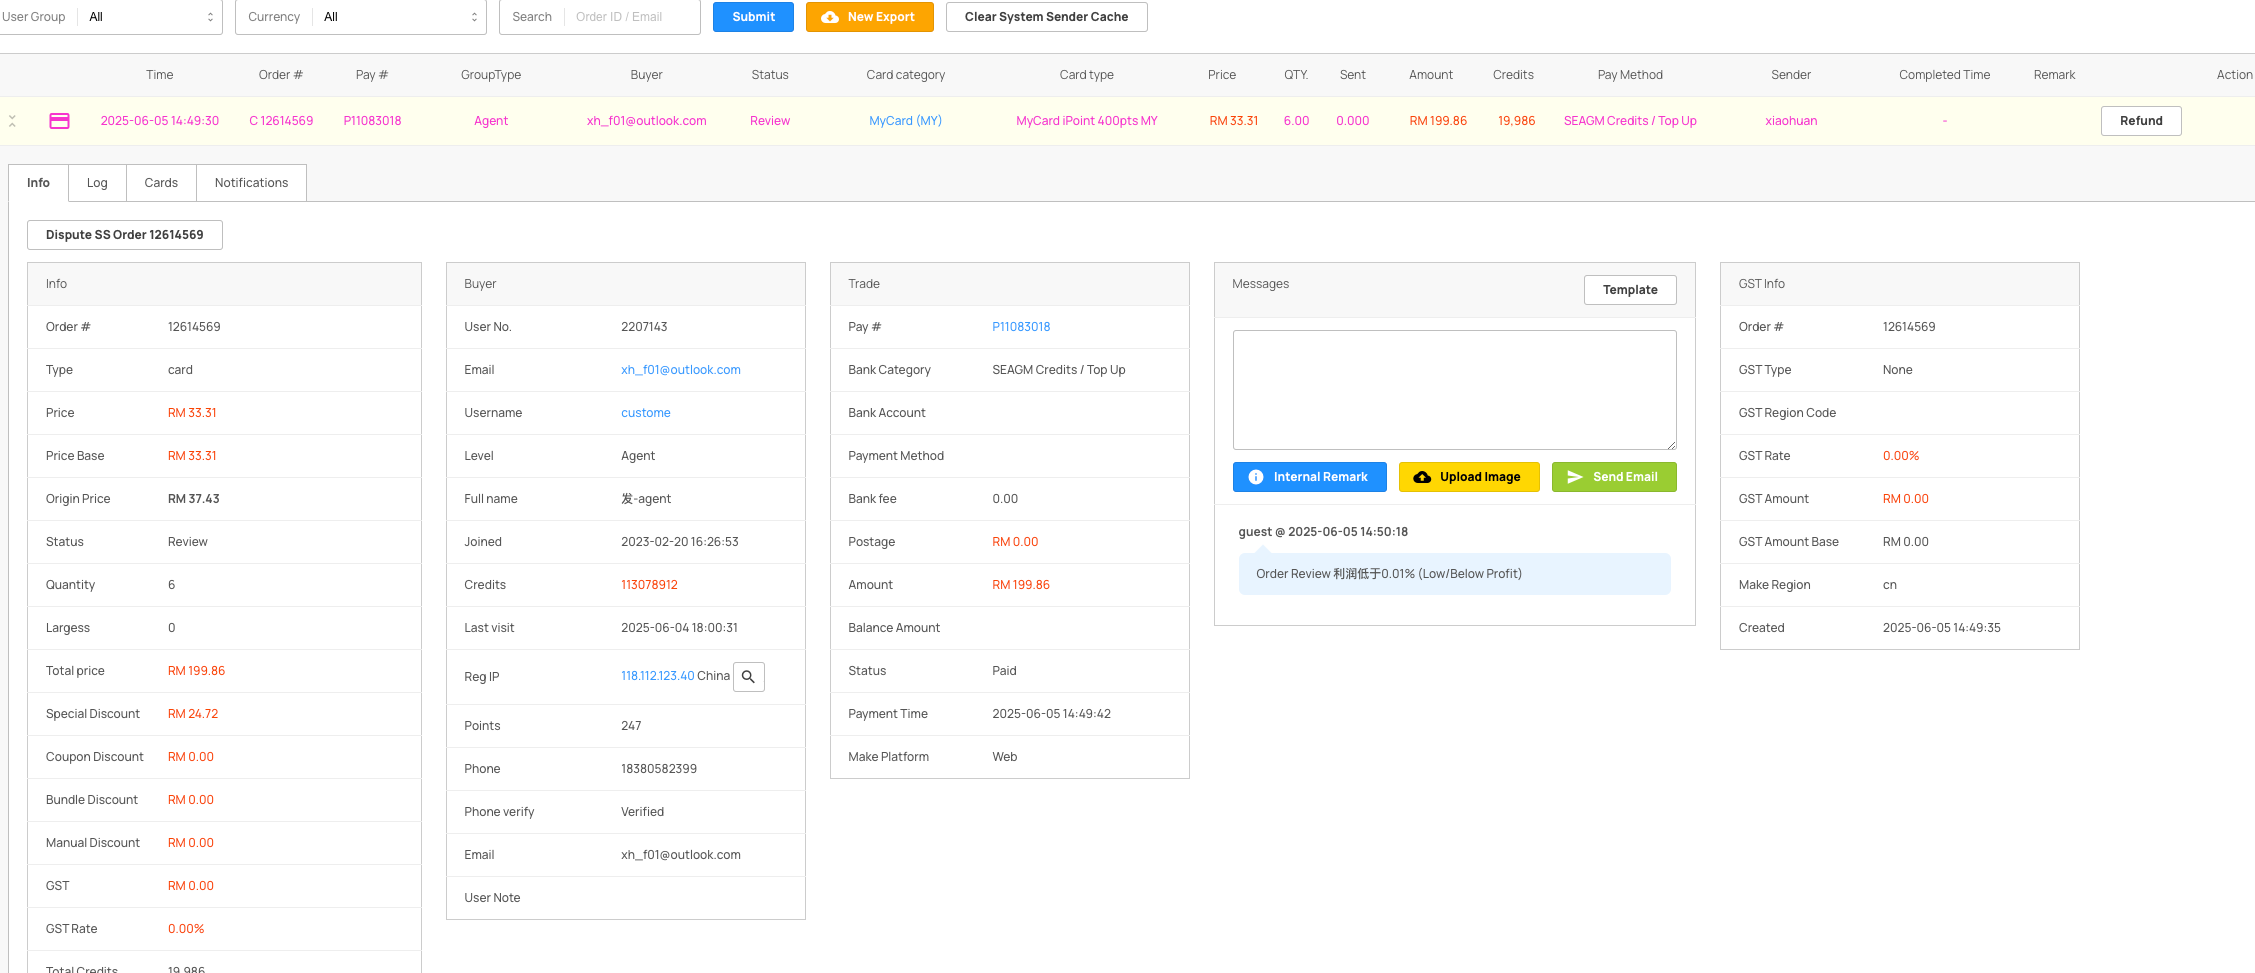 User Group All Currency All Search Order ID / Email Submit New Export Clear System Sender Cache
Time Order # Pay # GroupType Buyer Status Card category Card type Price QTY. Sent Amount Credits Pay Method Sender Completed Time Remark Action
2025-06-05 14:49:30 C 12614569 P11083018 Agent xh_f01@outlook.com Review MyCard (MY) MyCard iPoint 400pts MY RM 33.31 6.00 0.000 RM 199.86 19,986 SEAGM Credits / Top Up xiaohuan - Refund
Info Log Cards Notifications
Dispute SS Order 12614569
Info
Order # 12614569
Type card
Price RM 33.31
Price Base RM 33.31
Origin Price RM 37.43
Status Review
Quantity 6
Largess 0
Total price RM 199.86
Special Discount RM 24.72
Coupon Discount RM 0.00
Bundle Discount RM 0.00
Manual Discount RM 0.00
GST RM 0.00
GST Rate 0.00%
Total Credits 19,986
Buyer
User No. 2207143
Email xh_f01@outlook.com
Username custome
Level Agent
Full name 发-agent
Joined 2023-02-20 16:26:53
Credits 113078912
Last visit 2025-06-04 18:00:31
Reg IP 118.112.123.40 China
Points 247
Phone 18380582399
Phone verify Verified
Email xh_f01@outlook.com
User Note
Trade
Pay # P11083018
Bank Category SEAGM Credits / Top Up
Bank Account
Payment Method
Bank fee 0.00
Postage RM 0.00
Amount RM 199.86
Balance Amount
Status Paid
Payment Time 2025-06-05 14:49:42
Make Platform Web
Messages Template
Internal Remark Upload Image Send Email
guest @ 2025-06-05 14:50:18
Order Review 利润低于0.01% (Low/Below Profit)
GST Info
Order # 12614569
GST Type None
GST Region Code
GST Rate 0.00%
GST Amount RM 0.00
GST Amount Base RM 0.00
Make Region cn
Created 2025-06-05 14:49:35